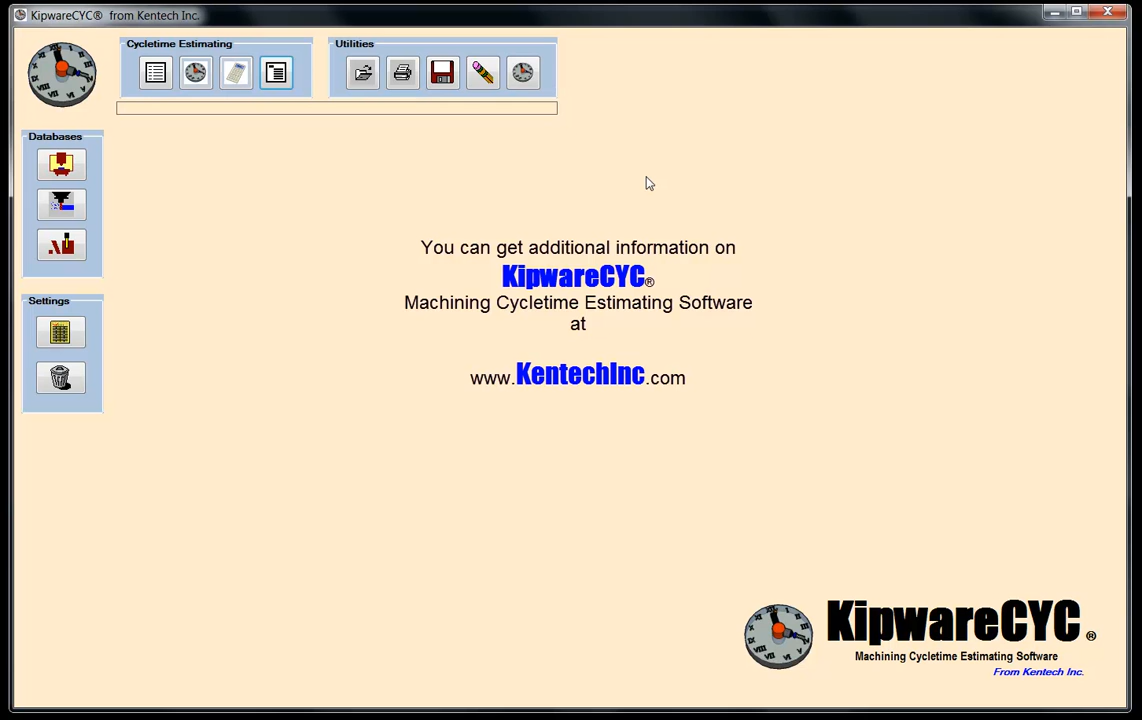 KipwareCYC® from Kentech Inc.
Cycletime Estimating
Utilities
Databases
Settings
You can get additional information on
KipwareCYC®
Machining Cycletime Estimating Software
at
www.KentechInc.com
KipwareCYC®
Machining Cycletime Estimating Software
From Kentech Inc.